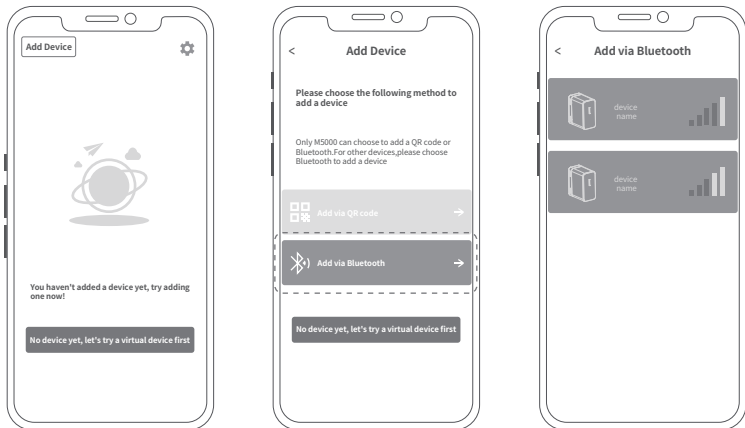 Add Device
You haven't added a device yet, try adding
one now!
No device yet, let's try a virtual device first
< Add Device
Please choose the following method to
add a device
Only M5000 can choose to add a QR code or
Bluetooth.For other devices,please choose
Bluetooth to add a device
Add via QR code
Add via Bluetooth
No device yet, let's try a virtual device first
< Add via Bluetooth
device
name
device
name